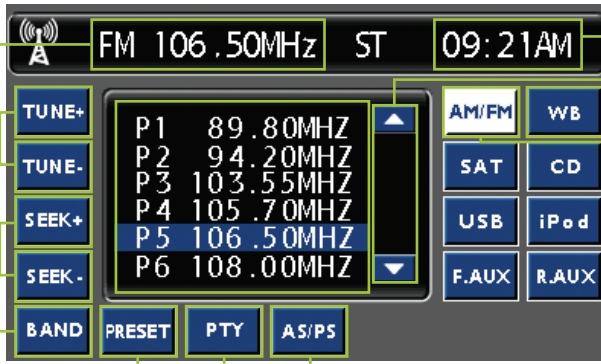 FM 106.50MHz ST 09:21AM
TUNE+
TUNE-
SEEK+
SEEK-
BAND
P1 89.80MHZ
P2 94.20MHZ
P3 103.55MHZ
P4 105.70MHZ
P5 106.50MHZ
P6 108.00MHZ
AM/FM WB
SAT CD
USB iPod
F.AUX R.AUX
PRESET PTY AS/PS